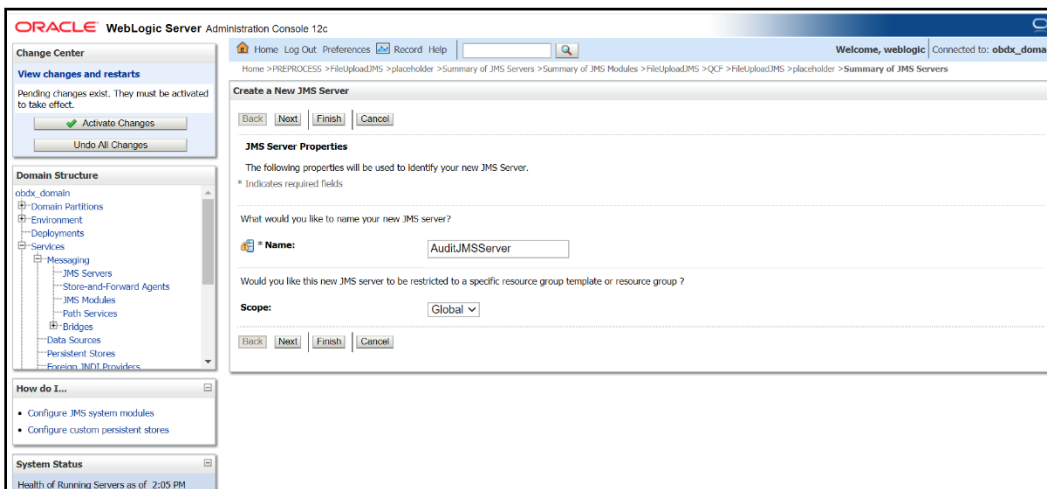 ORACLE WebLogic Server Administration Console 12c
Change Center
View changes and restarts
Pending changes exist. They must be activated
to take effect.
Activate Changes
Undo All Changes
Domain Structure
obdx_domain
Domain Partitions
Environment
Deployments
Services
Messaging
JMS Servers
Store-and-Forward Agents
JMS Modules
Path Services
Bridges
Data Sources
Persistent Stores
Foreign JNDI Providers
How do I...
Configure JMS system modules
Configure custom persistent stores
System Status
Health of Running Servers as of 2:05 PM
Home Log Out Preferences Record Help
Welcome, weblogic Connected to: obdx_doma
Home >PREPROCESS >FileUploadJMS >placeholder >Summary of JMS Servers >Summary of JMS Modules >FileUploadJMS >QCF >FileUploadJMS >placeholder >Summary of JMS Servers
Create a New JMS Server
Back Next Finish Cancel
JMS Server Properties
The following properties will be used to identify your new JMS Server.
* Indicates required fields
What would you like to name your new JMS server?
* Name: AuditJMSServer
Would you like this new JMS server to be restricted to a specific resource group template or resource group ?
Scope: Global
Back Next Finish Cancel